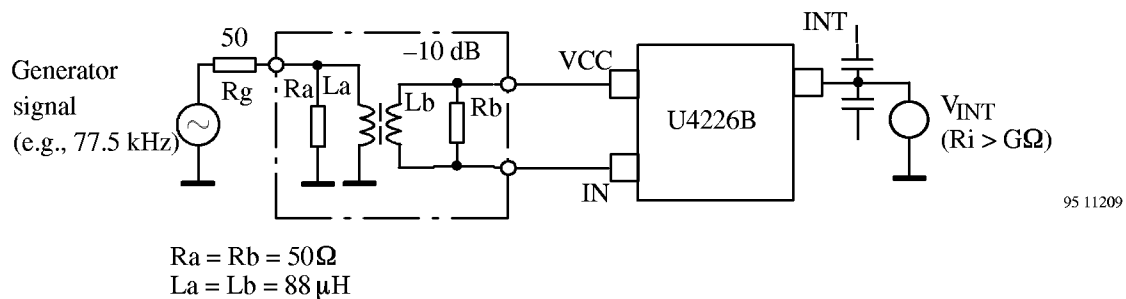 50
Rg
Generator
signal
(e.g., 77.5 kHz)
–10 dB
Ra
La
Lb
Rb
VCC
IN
U4226B
INT
VINT
(Ri > GΩ)
95 11209
Ra = Rb = 50Ω
La = Lb = 88 μH